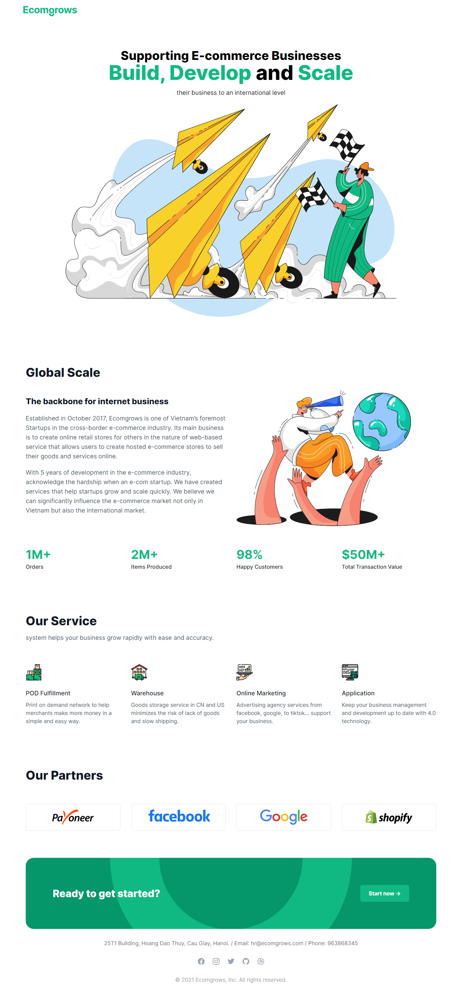 Ecomgrows
Supporting E-commerce Businesses
Build, Develop and Scale
their business to an international level
Global Scale
The backbone for internet business
Established in October 2017, Ecomgrows is one of Vietnam's foremost
Startups in the cross-border e-commerce industry. Its main business
is to create online retail stores for others in the nature of web-based
service that allows users to create hosted e-commerce stores to sell
their goods and services online.
With 5 years of development in the e-commerce industry,
acknowledge the hardship when an e-com startup. We have created
services that help startups grow and scale quickly. We believe we
can significantly influence the e-commerce market not only in
Vietnam but also the international market.
1M+
Orders
2M+
Items Produced
98%
Happy Customers
$50M+
Total Transaction Value
Our Service
system helps your business grow rapidly with ease and accuracy.
POD Fulfillment
Print on demand network to help
merchants make more money in a
simple and easy way.
Warehouse
Goods storage service in CN and US
minimizes the risk of lack of goods
and slow shipping.
ADS
Online Marketing
Advertising agency services from
facebook, google, to tiktok... support
your business.
Application
Keep your business management
and development up to date with 4.0
technology.
Our Partners
Payoneer
facebook
Google
shopify
Ready to get started?
Start now →
25T1 Building, Hoang Dao Thuy, Cau Giay, Hanoi. / Email: hr@ecomgrows.com / Phone: 963868345
© 2021 Ecomgrows, Inc. All rights reserved.